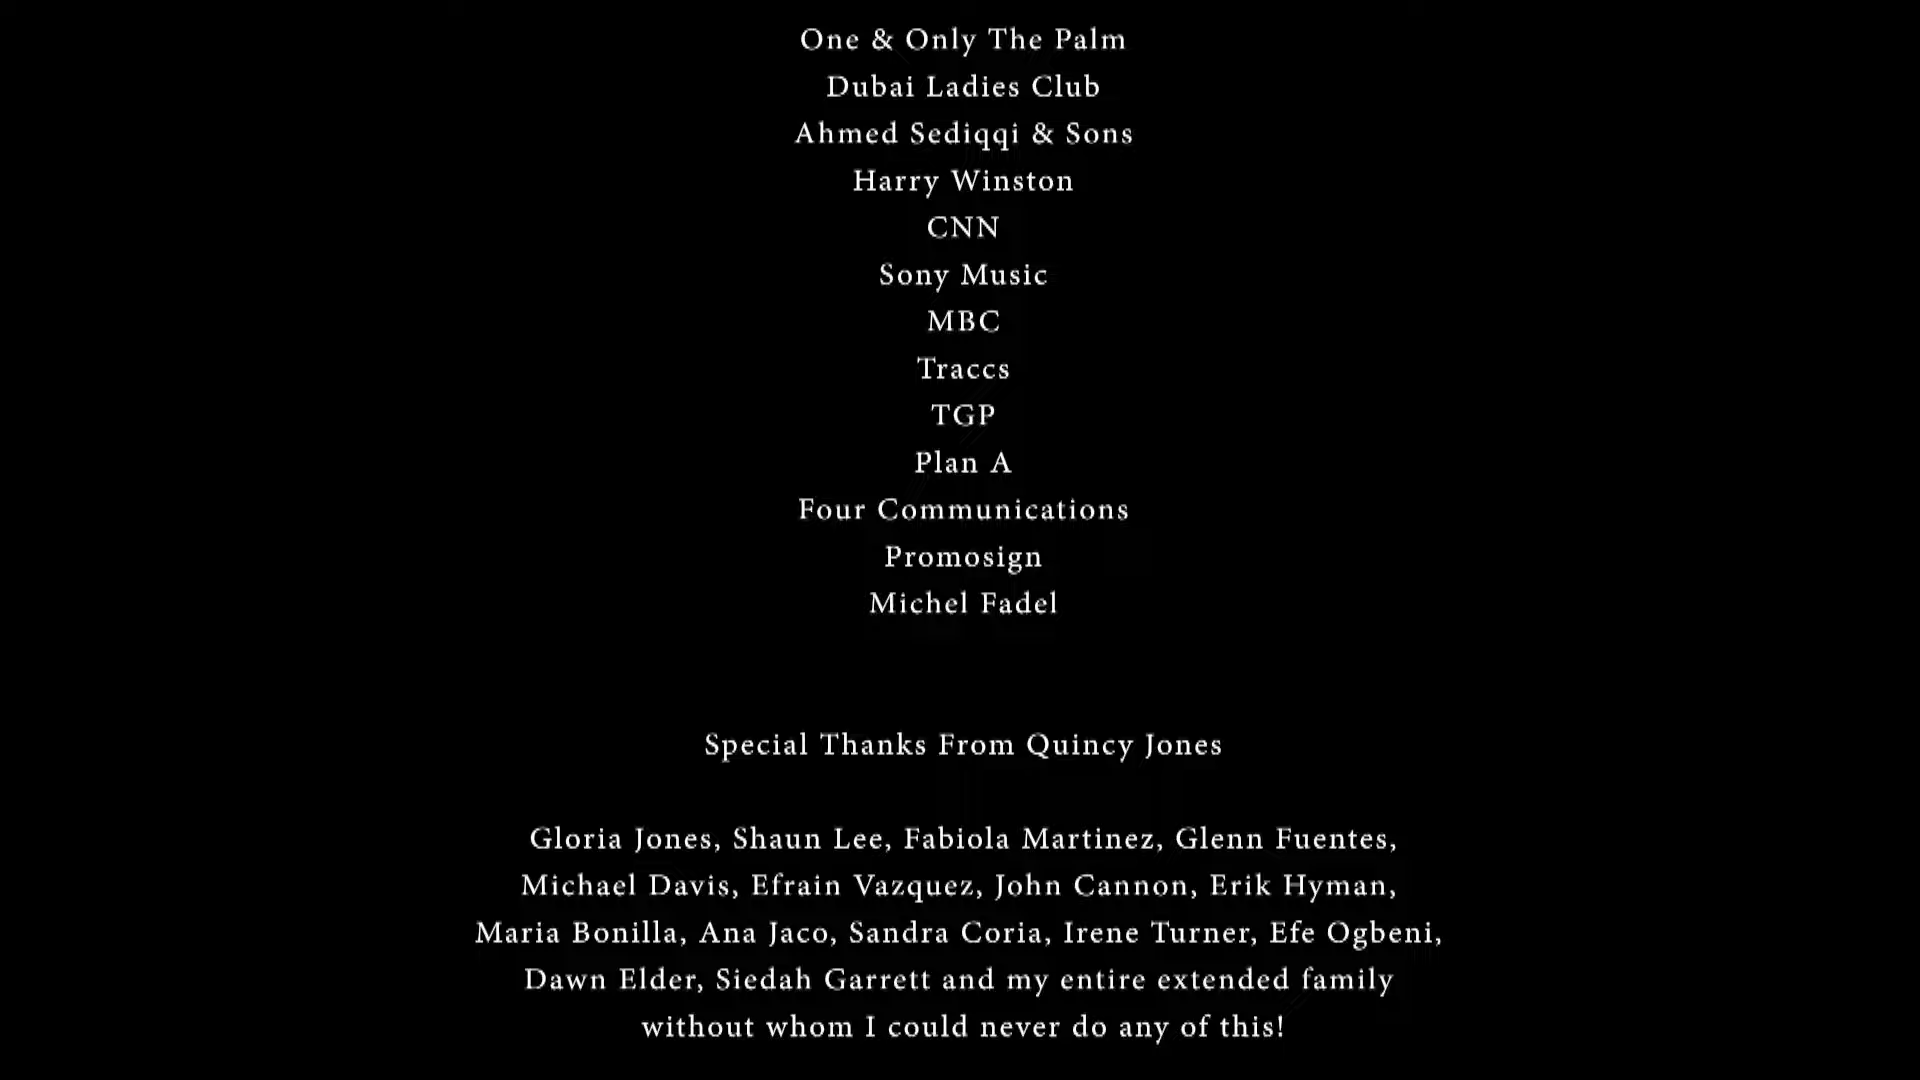 One & Only The Palm
Dubai Ladies Club
Ahmed Sediqqi & Sons
Harry Winston
CNN
Sony Music
MBC
Traccs
TGP
Plan A
Four Communications
Promosign
Michel Fadel
Special Thanks From Quincy Jones
Gloria Jones, Shaun Lee, Fabiola Martinez, Glenn Fuentes,
Michael Davis, Efrain Vazquez, John Cannon, Erik Hyman,
Maria Bonilla, Ana Jaco, Sandra Coria, Irene Turner, Efe Ogbeni,
Dawn Elder, Siedah Garrett and my entire extended family
without whom I could never do any of this!